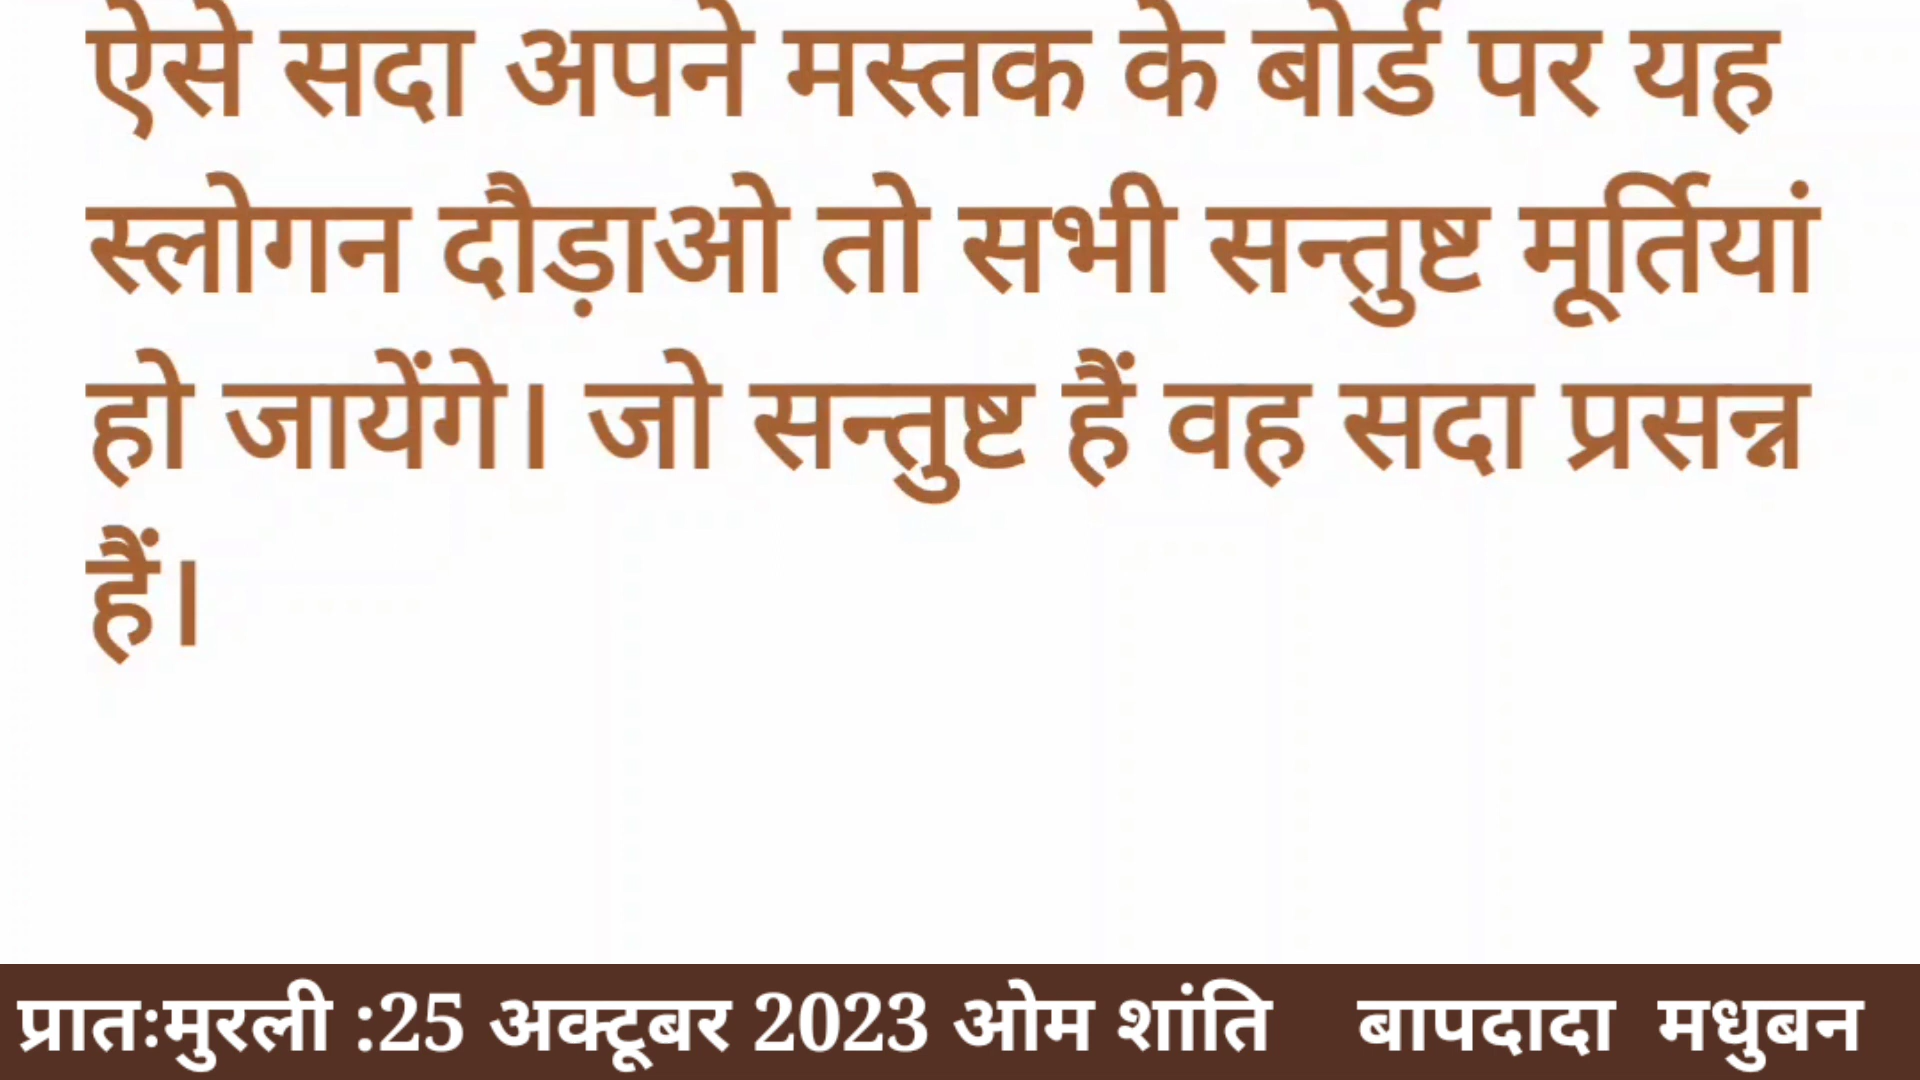 ऐसे सदा अपने मस्तक के बोर्ड पर यह
स्लोगन दौड़ाओ तो सभी सन्तुष्ट मूर्तियां
हो जायेंगे। जो सन्तुष्ट हैं वह सदा प्रसन्न
हैं।
प्रातःमुरली :25 अक्टूबर 2023 ओम शांति बापदादा मधुबन